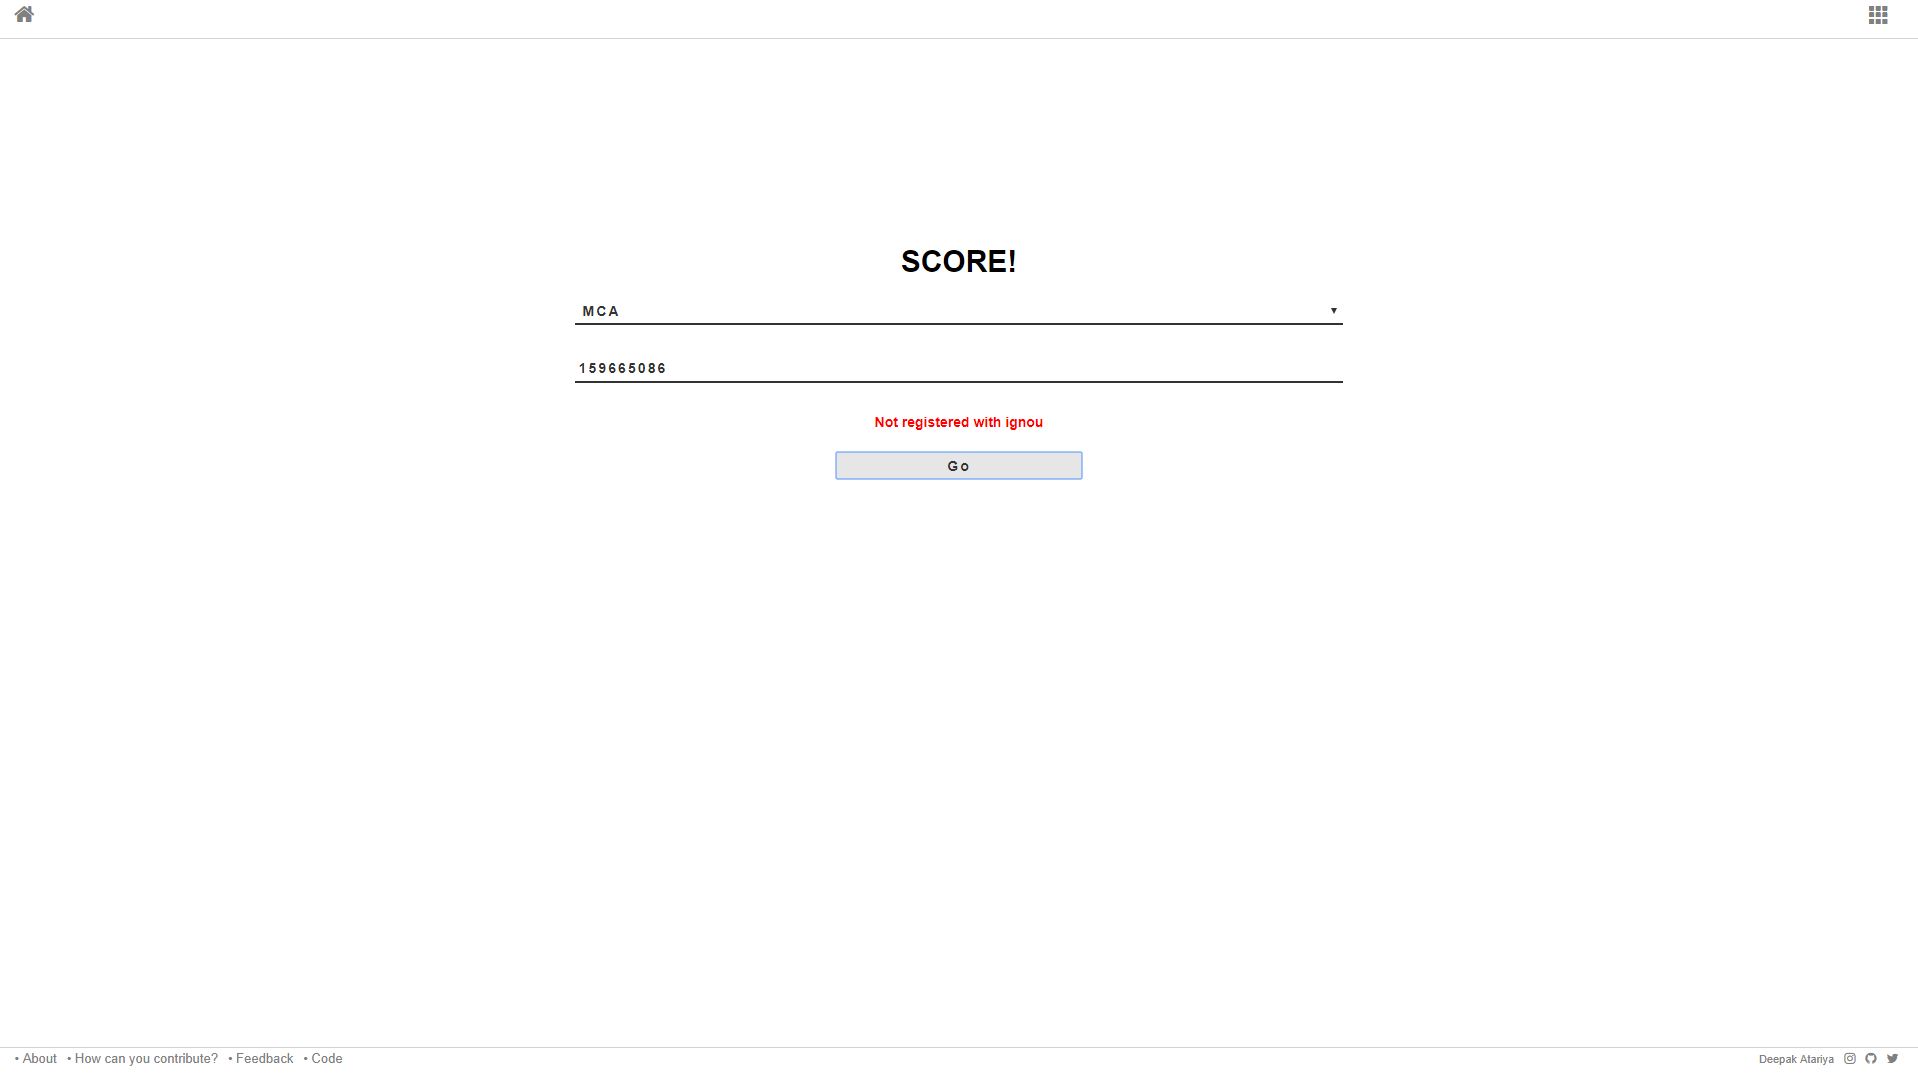 SCORE!
MCA
159665086
Not registered with ignou
Go
• About • How can you contribute? • Feedback • Code
Deepak Atariya